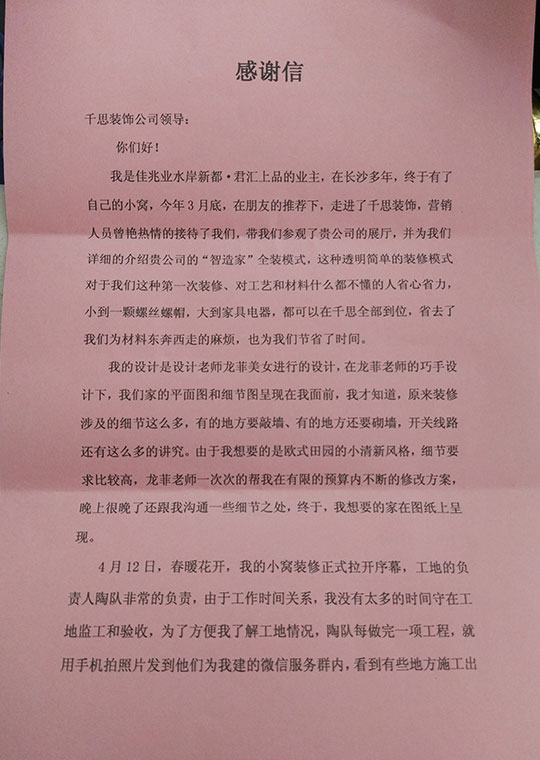 感谢信
千思装饰公司领导：
你们好！
我是佳兆业水岸新都·君汇上品的业主，在长沙多年，终于有了
自己的小窝，今年3月底，在朋友的推荐下，走进了千思装饰，营销
人员曾艳热情的接待了我们，带我们参观了贵公司的展厅，并为我们
详细的介绍贵公司的“智造家”全装模式，这种透明简单的装修模式
对于我们这种第一次装修、对工艺和材料什么都不懂的人省心省力，
小到一颗螺丝螺帽，大到家具电器，都可以在千思全部到位，省去了
我们为材料东奔西走的麻烦，也为我们节省了时间。
我的设计是设计老师龙菲美女进行的设计，在龙菲老师的巧手设
计下，我们家的平面图和细节图呈现在我面前，我才知道，原来装修
涉及的细节这么多，有的地方要敲墙、有的地方还要砌墙，开关线路
还有这么多的讲究。由于我想要的是欧式田园的小清新风格，细节要
求比较高，龙菲老师一次次的帮我在有限的预算内不断的修改方案，
晚上很晚了还跟我沟通一些细节之处，终于，我想要的家在图纸上呈
现。
4月12日，春暖花开，我的小窝装修正式拉开序幕，工地的负
责人陶队非常的负责，由于工作时间关系，我没有太多的时间守在工
地监工和验收，为了方便我了解工地情况，陶队每做完一项工程，就
用手机拍照片发到他们为我建的微信服务群内，看到有些地方施工出